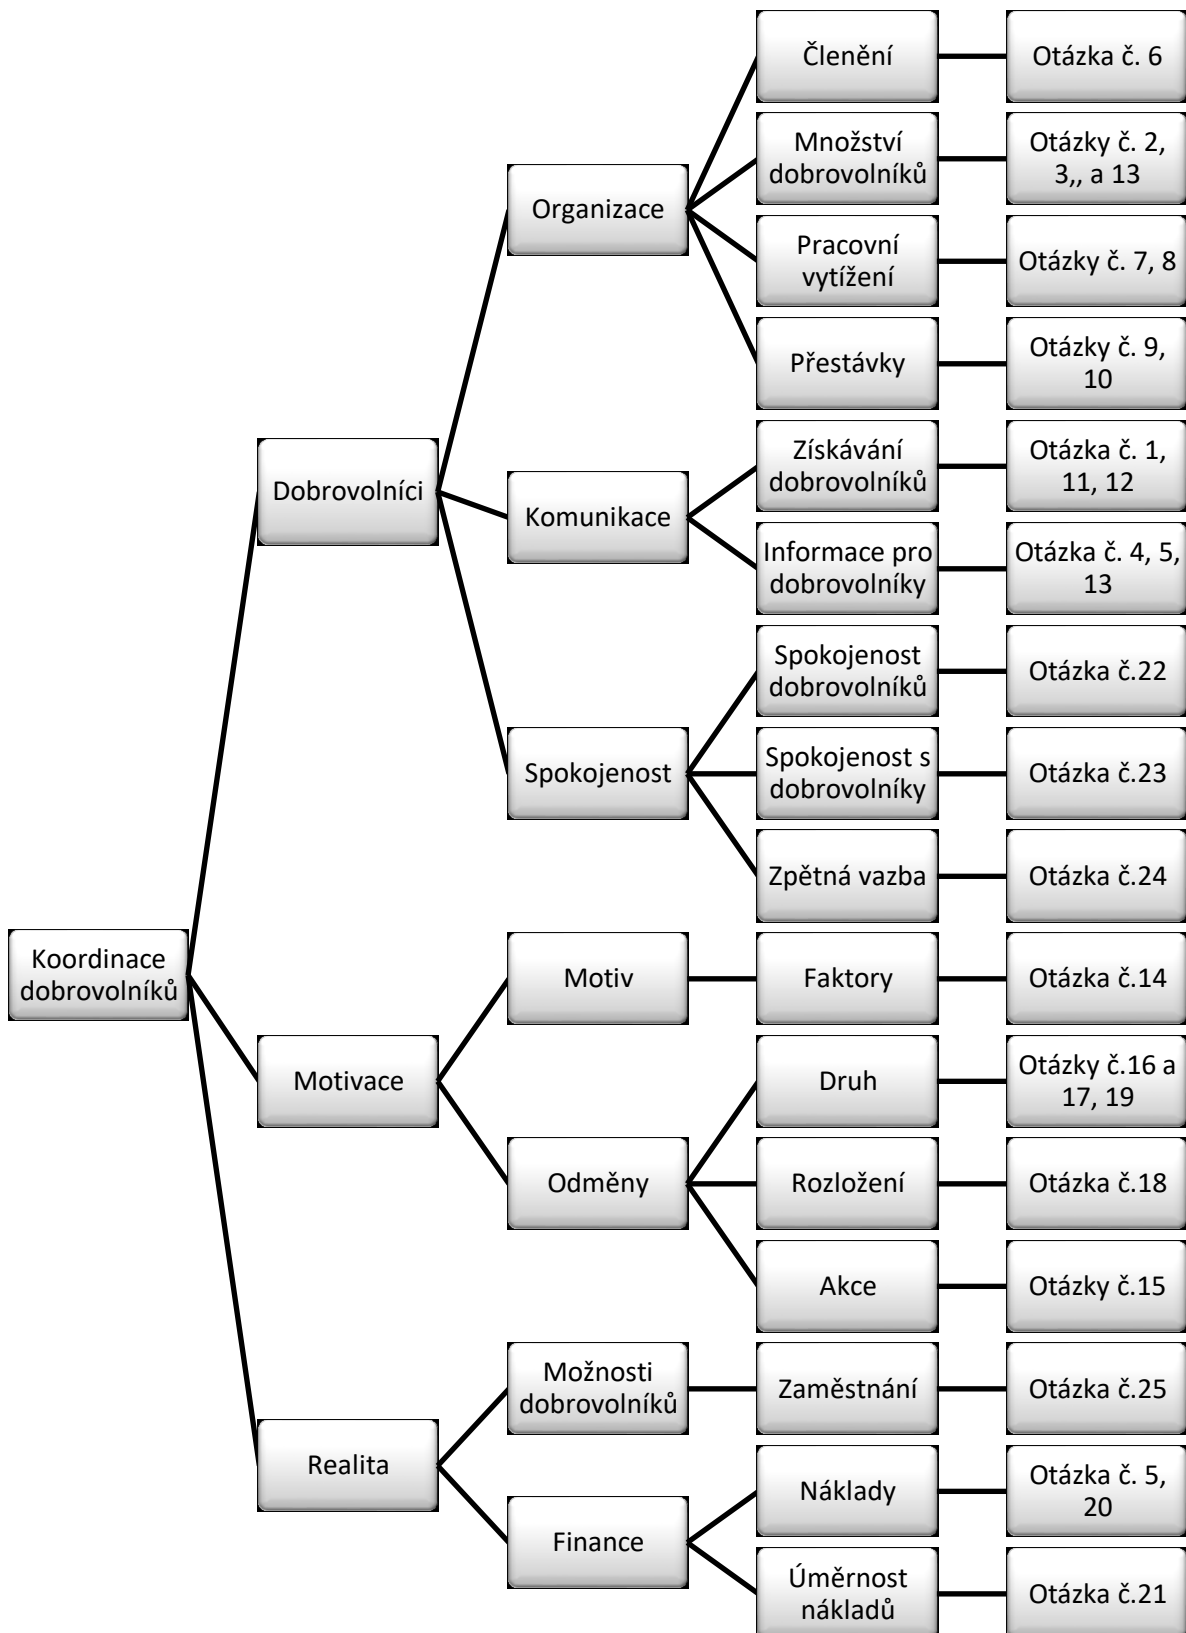 Členění
Otázka č. 6
Množství
dobrovolníků
Otázky č. 2,
3,, a 13
Organizace
Pracovní
vytížení
Otázky č. 7, 8
Přestávky
Otázky č. 9,
10
Dobrovolníci
Komunikace
Získávání
dobrovolníků
Otázka č. 1,
11, 12
Informace pro
dobrovolníky
Otázka č. 4, 5,
13
Spokojenost
Spokojenost
dobrovolníků
Otázka č.22
Spokojenost s
dobrovolníky
Otázka č.23
Zpětná vazba
Otázka č.24
Koordinace
dobrovolníků
Motivace
Motiv
Faktory
Otázka č.14
Odměny
Druh
Otázky č.16 a
17, 19
Rozložení
Otázka č.18
Akce
Otázky č.15
Realita
Možnosti
dobrovolníků
Zaměstnání
Otázka č.25
Finance
Náklady
Otázka č. 5,
20
Úměrnost
nákladů
Otázka č.21